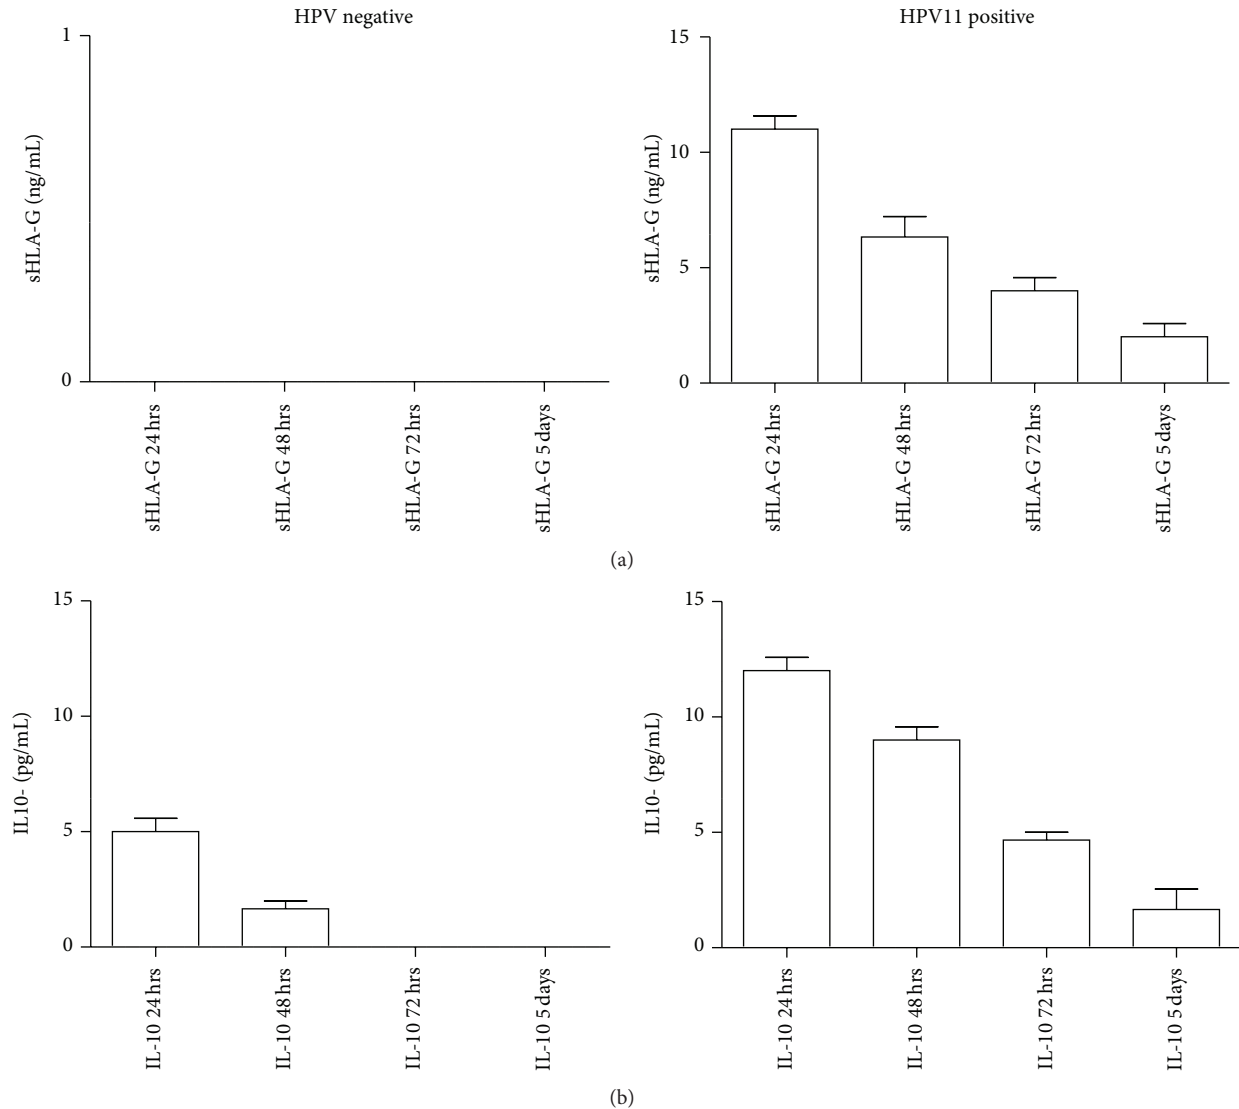 HPV negative
1
0
sHLA-G (ng/mL)
sHLA-G 24 hrs
sHLA-G 48 hrs
sHLA-G 72 hrs
sHLA-G 5 days
HPV11 positive
15
10
5
0
sHLA-G (ng/mL)
sHLA-G 24 hrs
sHLA-G 48 hrs
sHLA-G 72 hrs
sHLA-G 5 days
(a)
15
10
5
0
IL10- (pg/mL)
IL-10 24 hrs
IL-10 48 hrs
IL-10 72 hrs
IL-10 5 days
15
10
5
0
IL10- (pg/mL)
IL-10 24 hrs
IL-10 48 hrs
IL-10 72 hrs
IL-10 5 days
(b)